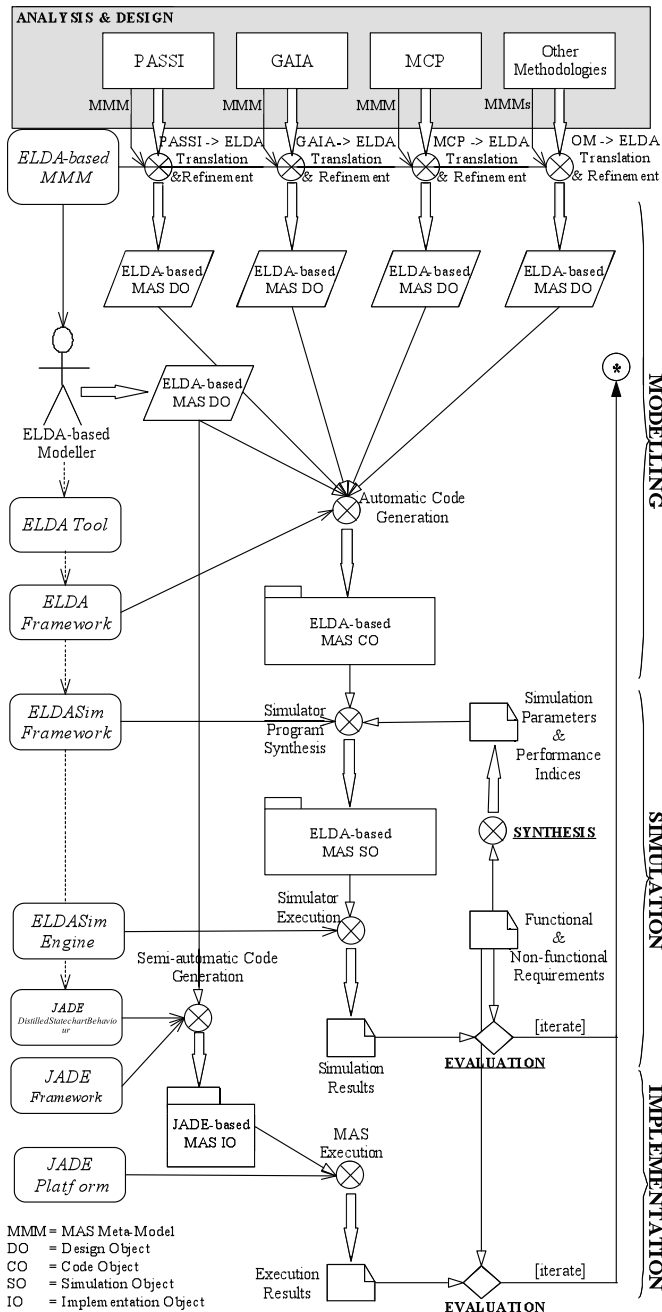 ANALYSIS & DESIGN
PASSI
GAIA
MCP
Other
Methodologies
MMM
MMM
MMM
MMMs
ELDA-based
MMM
PASSI -> ELDA
Translation
&Refinement
GAIA-> ELDA
Translation
& Refinement
MCP -> ELDA
Translation
& Refinement
OM -> ELDA
Translation
& Refinement
ELDA-based
MAS DO
ELDA-based
MAS DO
ELDA-based
MAS DO
ELDA-based
MAS DO
MODELLING
*
ELDA-based
MAS DO
ELDA-based
Modeller
ELDA Tool
Automatic Code
Generation
ELDA
Framework
ELDA-based
MAS CO
ELDASim
Framework
Simulator
Program
Synthesis
Simulation
Parameters
&
Performance
Indices
SIMULATION
ELDA-based
MAS SO
SYNTHESIS
Simulator
Execution
ELDASim
Engine
Functional
&
Non-functional
Requirements
Semi-automatic Code
Generation
JADE
DistilledStatechartBehavio
ur
[iterate]
EVALUATION
Simulation
Results
JADE
Framework
JADE-based
MAS IO
MAS
Execution
IMPLEMENTATION
JADE
Platform
MMM = MAS Meta-Model
DO = Design Object
CO = Code Object
SO = Simulation Object
IO = Implementation Object
Execution
Results
[iterate]
EVALUATION